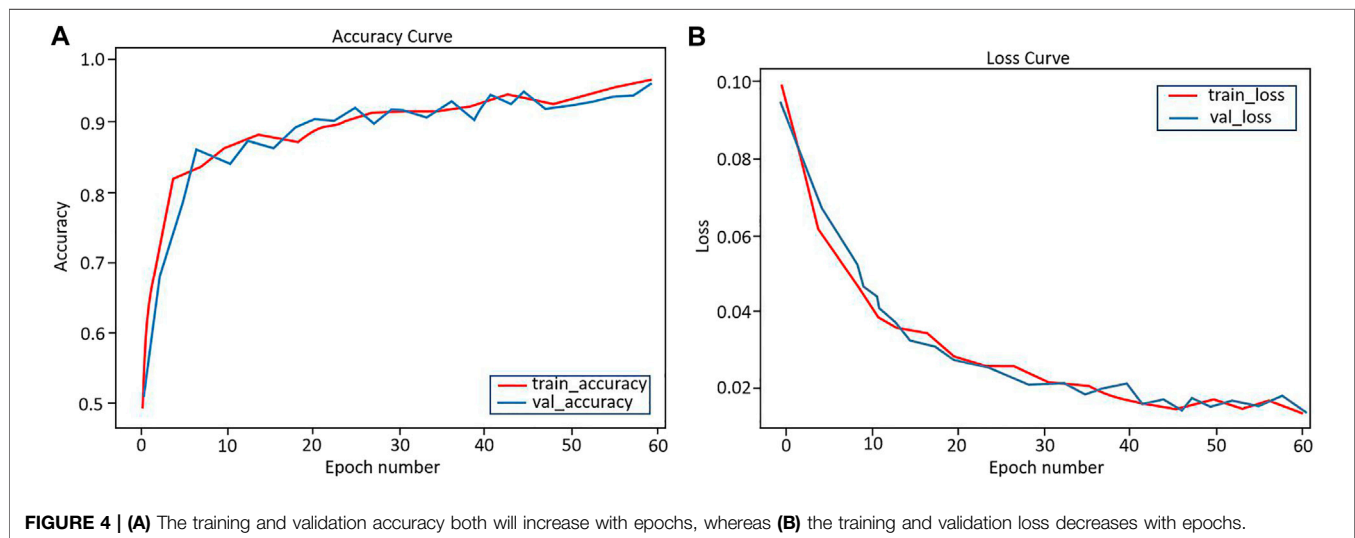 A
Accuracy Curve
1.0
0.9
0.8
0.7
0.6
0.5
Accuracy
train_accuracy
val_accuracy
0 10 20 30 40 50 60
Epoch number
B
Loss Curve
0.10
0.08
0.06
0.04
0.02
Loss
train_loss
val_loss
0 10 20 30 40 50 60
Epoch number
FIGURE 4 | (A) The training and validation accuracy both will increase with epochs, whereas (B) the training and validation loss decreases with epochs.